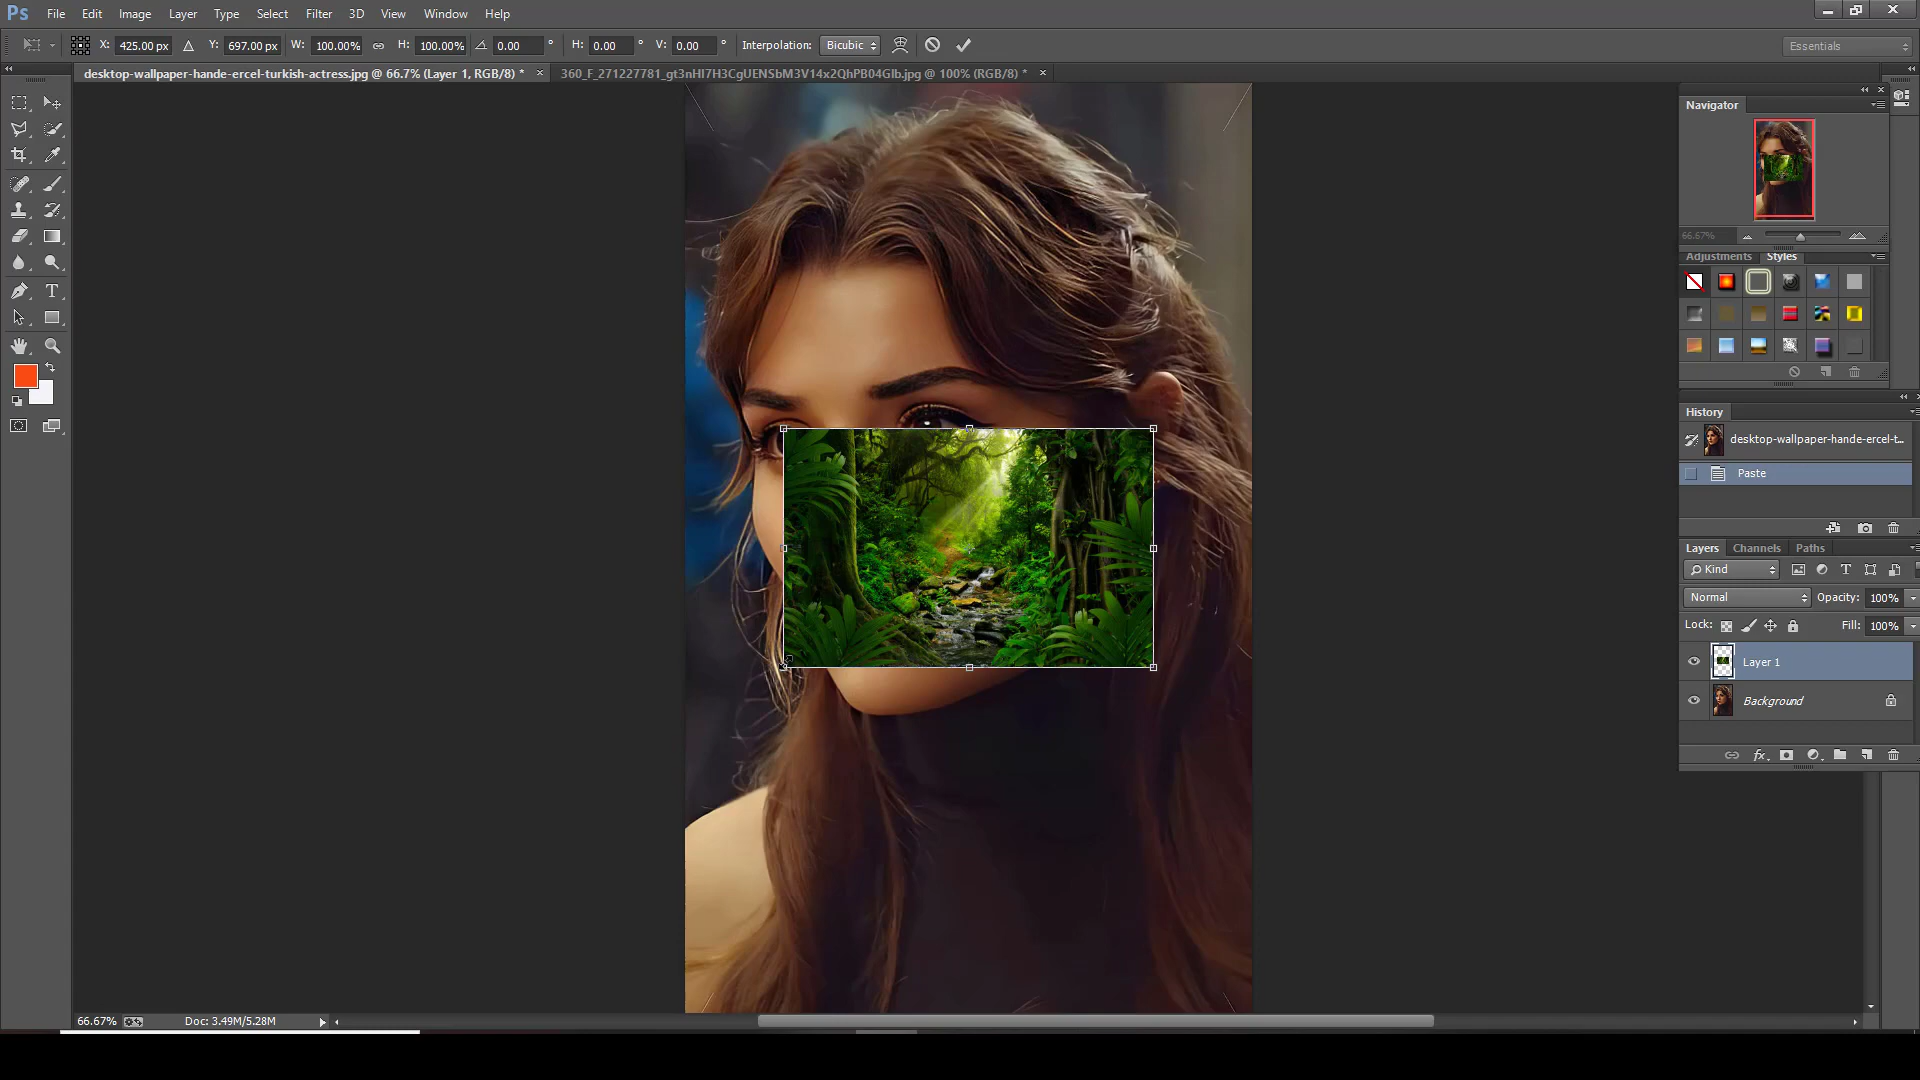 Ps File Edit Image Layer Type Select Filter 3D View Window Help
X: 425.00 px Y: 697.00 px W: 100.00% H: 100.00% 0.00 ° H: 0.00 ° V: 0.00 ° Interpolation: Bicubic Essentials
desktop-wallpaper-hande-ercel-turkish-actress.jpg @ 66.7% (Layer 1, RGB/8) * × 360_F_271227781_gt3nHI7H3CgUENSbM3V14x2QhPB04Glb.jpg @ 100% (RGB/8) * ×
Navigator
66.67%
Adjustments Styles
History
desktop-wallpaper-hande-ercel-t...
Paste
Layers Channels Paths
Kind
Normal Opacity: 100%
Lock: Fill: 100%
Layer 1
Background
fx
66.67% Doc: 3.49M/5.28M